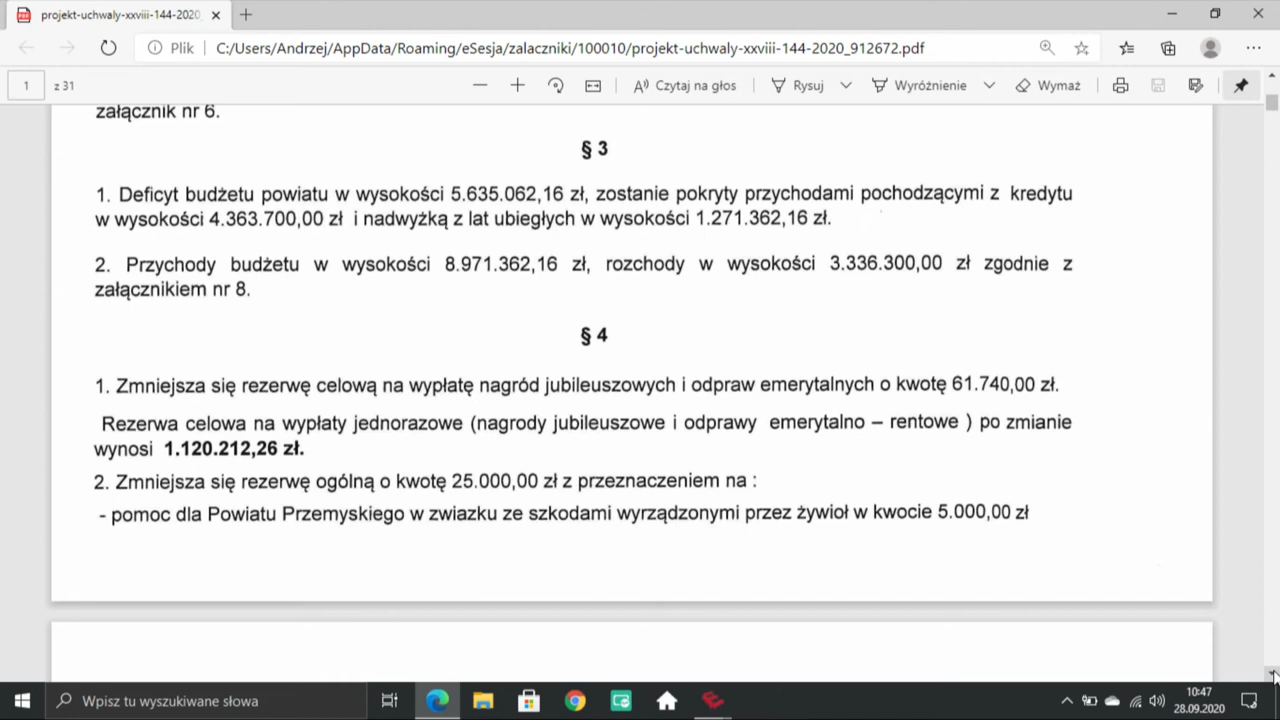 projekt-uchwaly-xxviii-144-2020
Plik
C:/Users/Andrzej/AppData/Roaming/eSesja/zalaczniki/100010/projekt-uchwaly-xxviii-144-2020_912672.pdf
1 z 31
Czytaj na głos
Rysuj
Wyróżnienie
Wymaż
załącznik nr 6.
§ 3
1. Deficyt budżetu powiatu w wysokości 5.635.062,16 zł, zostanie pokryty przychodami pochodzącymi z kredytu
w wysokości 4.363.700,00 zł i nadwyżką z lat ubiegłych w wysokości 1.271.362,16 zł.
2. Przychody budżetu w wysokości 8.971.362,16 zł, rozchody w wysokości 3.336.300,00 zł zgodnie z
załącznikiem nr 8.
§ 4
1. Zmniejsza się rezerwę celową na wypłatę nagród jubileuszowych i odpraw emerytalnych o kwotę 61.740,00 zł.
Rezerwa celowa na wypłaty jednorazowe (nagrody jubileuszowe i odprawy emerytalno – rentowe ) po zmianie
wynosi 1.120.212,26 zł.
2. Zmniejsza się rezerwę ogólną o kwotę 25.000,00 zł z przeznaczeniem na :
- pomoc dla Powiatu Przemyskiego w zwiazku ze szkodami wyrządzonymi przez żywioł w kwocie 5.000,00 zł
Wpisz tu wyszukiwane słowa
10:47
28.09.2020